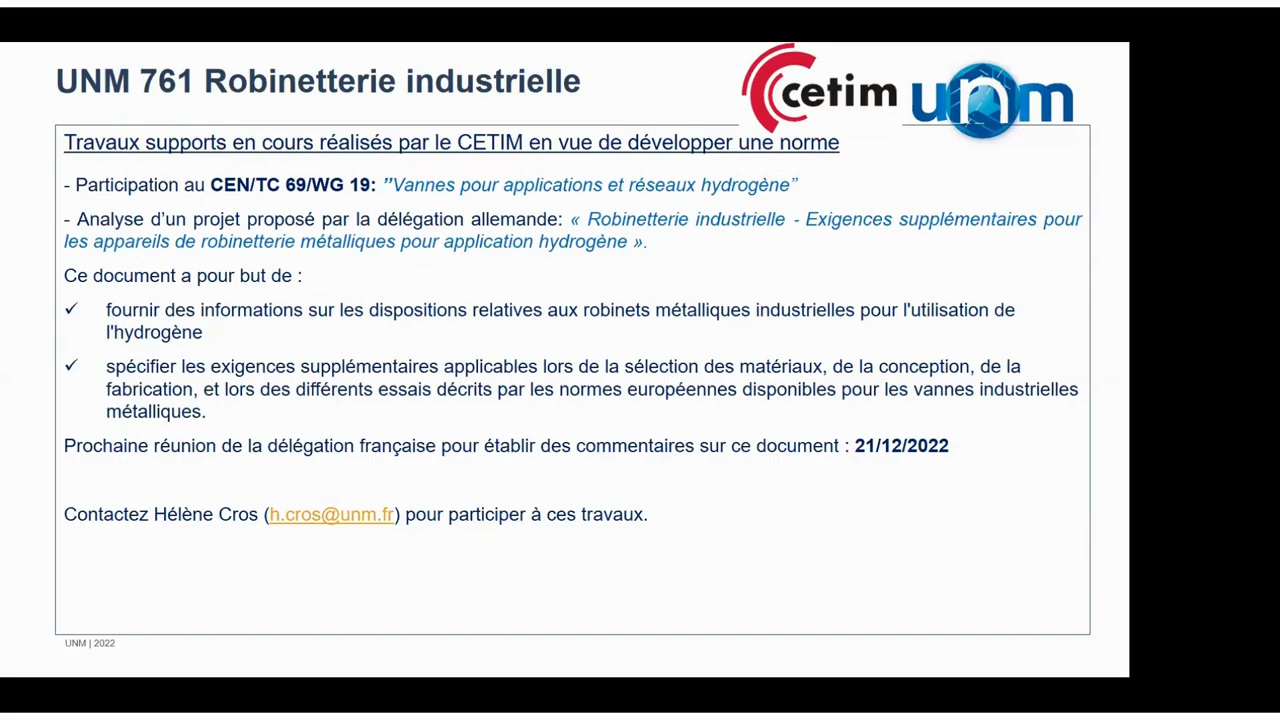 UNM 761 Robinetterie industrielle
cetim
unm
Travaux supports en cours réalisés par le CETIM en vue de développer une norme
- Participation au CEN/TC 69/WG 19: ”Vannes pour applications et réseaux hydrogène”
- Analyse d’un projet proposé par la délégation allemande: « Robinetterie industrielle - Exigences supplémentaires pour
les appareils de robinetterie métalliques pour application hydrogène ».
Ce document a pour but de :
✓ fournir des informations sur les dispositions relatives aux robinets métalliques industrielles pour l'utilisation de
l'hydrogène
✓ spécifier les exigences supplémentaires applicables lors de la sélection des matériaux, de la conception, de la
fabrication, et lors des différents essais décrits par les normes européennes disponibles pour les vannes industrielles
métalliques.
Prochaine réunion de la délégation française pour établir des commentaires sur ce document : 21/12/2022
Contactez Hélène Cros (h.cros@unm.fr) pour participer à ces travaux.
UNM | 2022